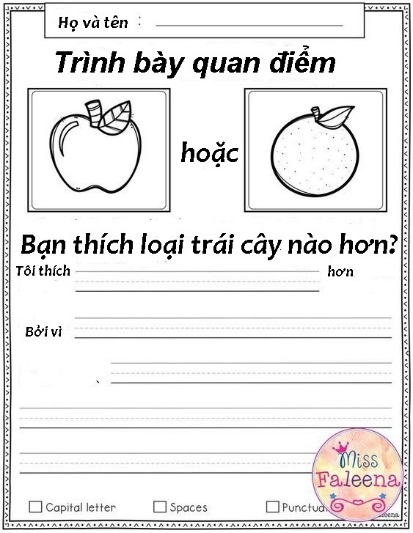 Họ và tên :
Trình bày quan điểm
hoặc
Bạn thích loại trái cây nào hơn?
Tôi thích hơn
Bởi vì
Miss
Faleena
Capital letter Spaces